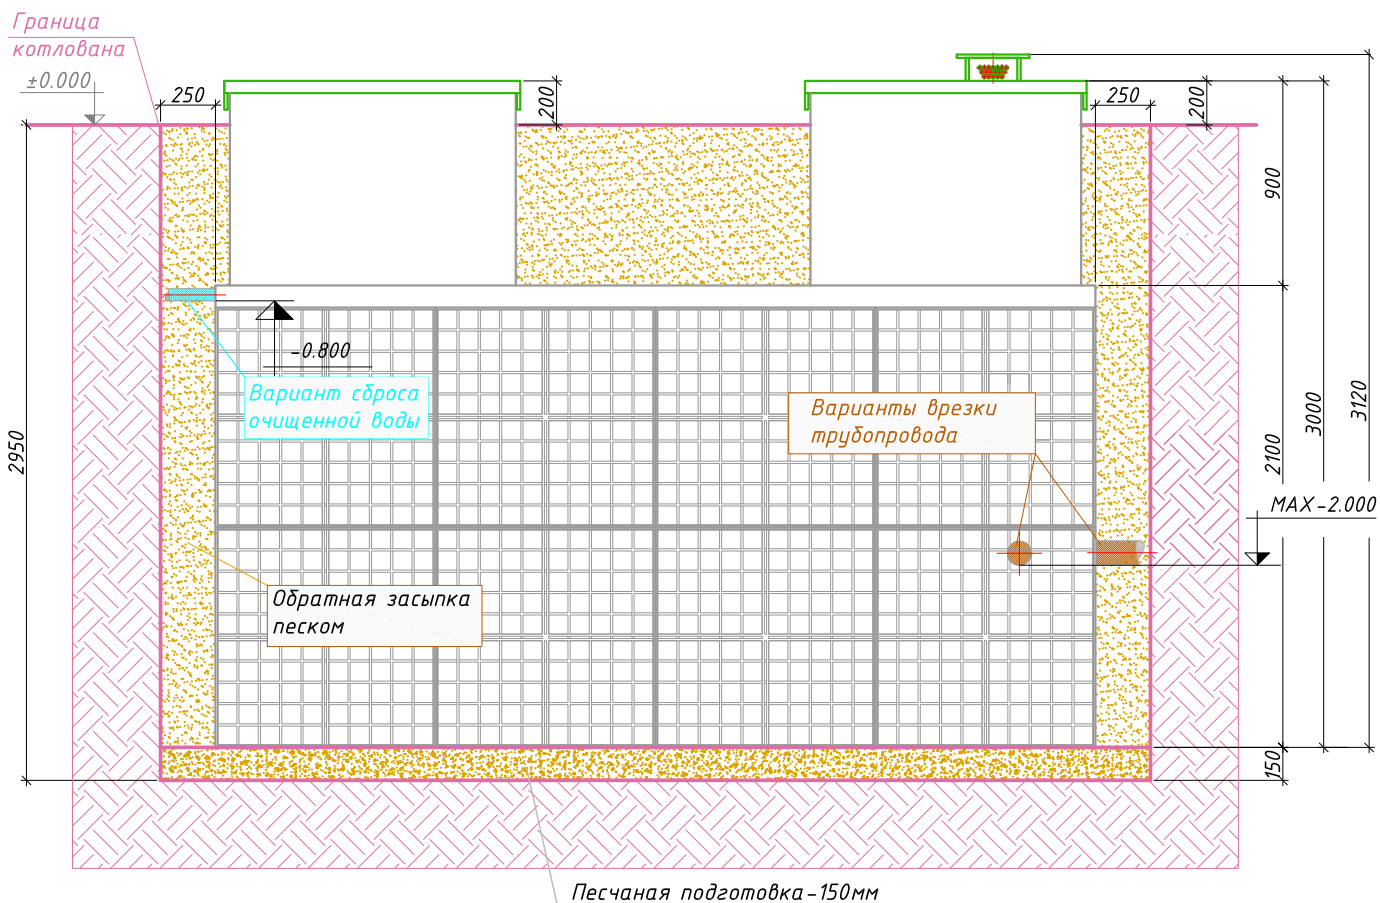 Граница
котлована
±0.000
250
200
250
200
900
-0.800
Вариант сброса
очищенной воды
Варианты врезки
трубопровода
2950
2100
3000
3120
MAX-2.000
Обратная засыпка
песком
150
Песчаная подготовка-150мм